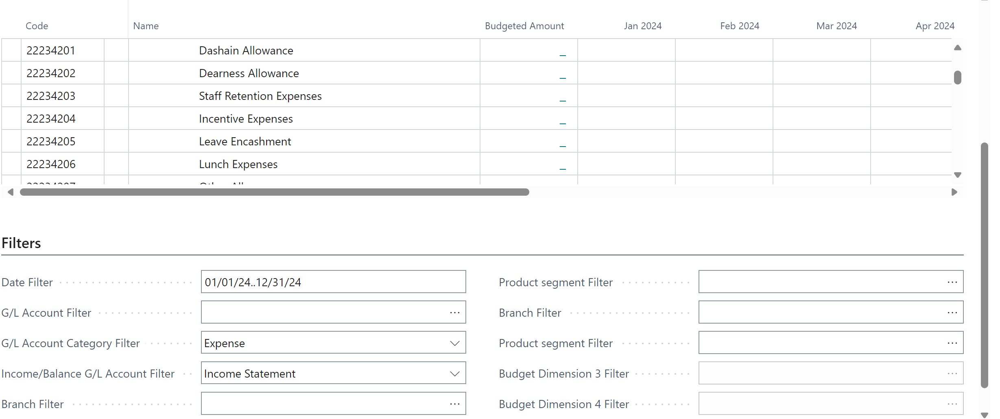 Code Name Budgeted Amount Jan 2024 Feb 2024 Mar 2024 Apr 2024
22234201 Dashain Allowance _
22234202 Dearness Allowance _
22234203 Staff Retention Expenses _
22234204 Incentive Expenses _
22234205 Leave Encashment _
22234206 Lunch Expenses _
Filters
Date Filter 01/01/24..12/31/24 Product segment Filter ...
G/L Account Filter ... Branch Filter ...
G/L Account Category Filter Expense Product segment Filter ...
Income/Balance G/L Account Filter Income Statement Budget Dimension 3 Filter ...
Branch Filter ... Budget Dimension 4 Filter ...